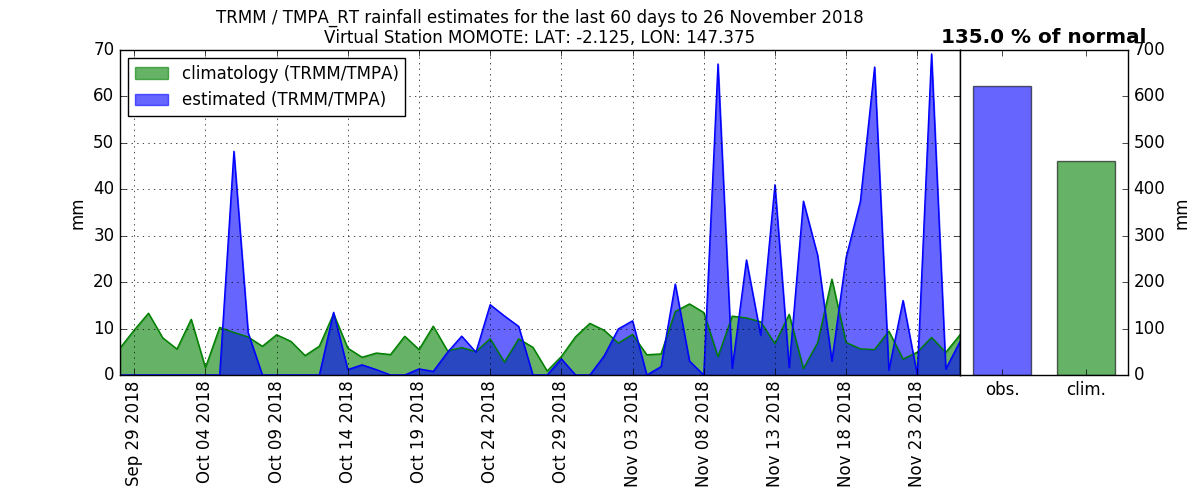 TRMM / TMPA_RT rainfall estimates for the last 60 days to 26 November 2018
Virtual Station MOMOTE: LAT: -2.125, LON: 147.375
135.0 % of normal
climatology (TRMM/TMPA)
estimated (TRMM/TMPA)
70
60
50
40
30
20
10
0
mm
Sep 29 2018
Oct 04 2018
Oct 09 2018
Oct 14 2018
Oct 19 2018
Oct 24 2018
Oct 29 2018
Nov 03 2018
Nov 08 2018
Nov 13 2018
Nov 18 2018
Nov 23 2018
700
600
500
400
300
200
100
0
mm
obs.
clim.